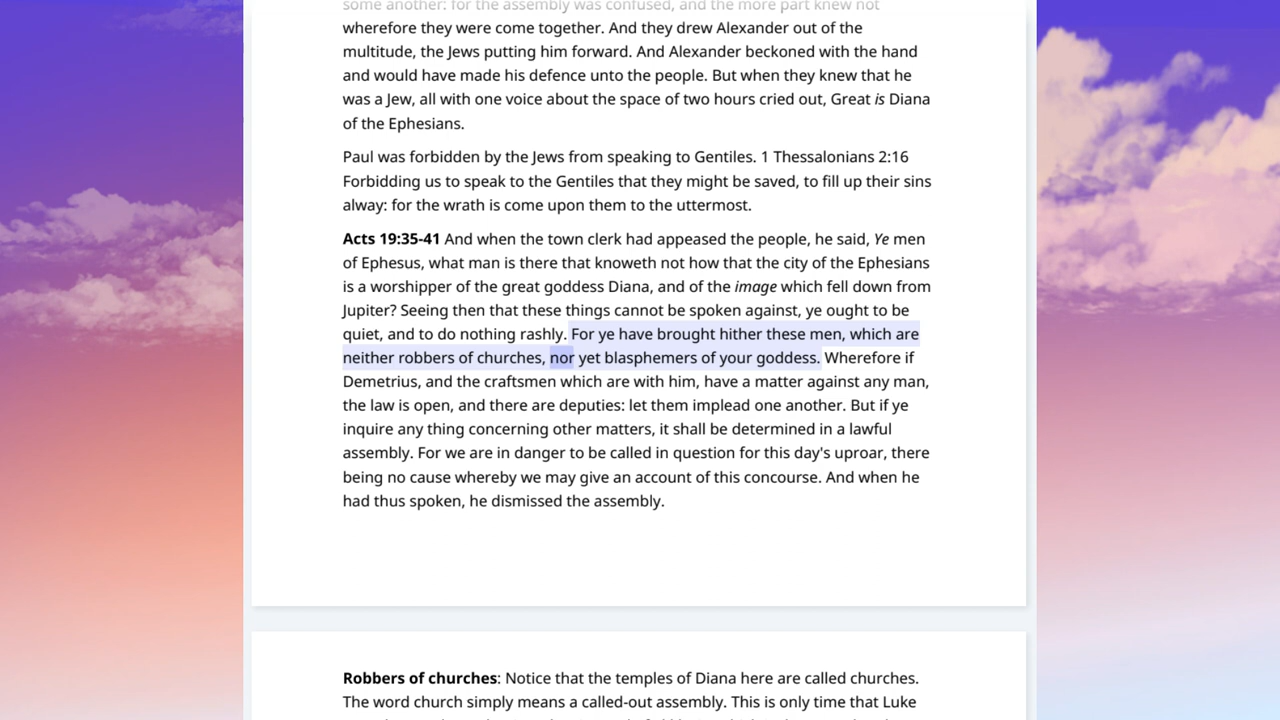 some another: for the assembly was confused, and the more part knew not
wherefore they were come together. And they drew Alexander out of the
multitude, the Jews putting him forward. And Alexander beckoned with the hand
and would have made his defence unto the people. But when they knew that he
was a Jew, all with one voice about the space of two hours cried out, Great is Diana
of the Ephesians.
Paul was forbidden by the Jews from speaking to Gentiles. 1 Thessalonians 2:16
Forbidding us to speak to the Gentiles that they might be saved, to fill up their sins
alway: for the wrath is come upon them to the uttermost.
Acts 19:35-41 And when the town clerk had appeased the people, he said, Ye men
of Ephesus, what man is there that knoweth not how that the city of the Ephesians
is a worshipper of the great goddess Diana, and of the image which fell down from
Jupiter? Seeing then that these things cannot be spoken against, ye ought to be
quiet, and to do nothing rashly. For ye have brought hither these men, which are
neither robbers of churches, nor yet blasphemers of your goddess. Wherefore if
Demetrius, and the craftsmen which are with him, have a matter against any man,
the law is open, and there are deputies: let them implead one another. But if ye
inquire any thing concerning other matters, it shall be determined in a lawful
assembly. For we are in danger to be called in question for this day's uproar, there
being no cause whereby we may give an account of this concourse. And when he
had thus spoken, he dismissed the assembly.
Robbers of churches: Notice that the temples of Diana here are called churches.
The word church simply means a called-out assembly. This is only time that Luke